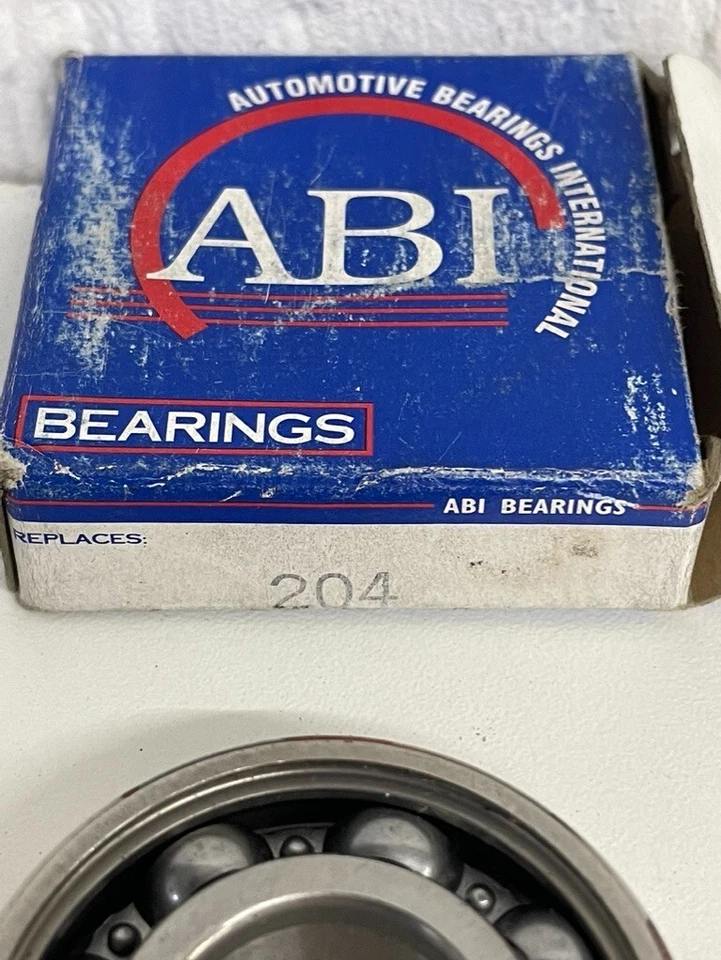 AUTOMOTIVE BEARINGS INTERNATIONAL
ABI
BEARINGS
ABI BEARINGS
REPLACES:
204